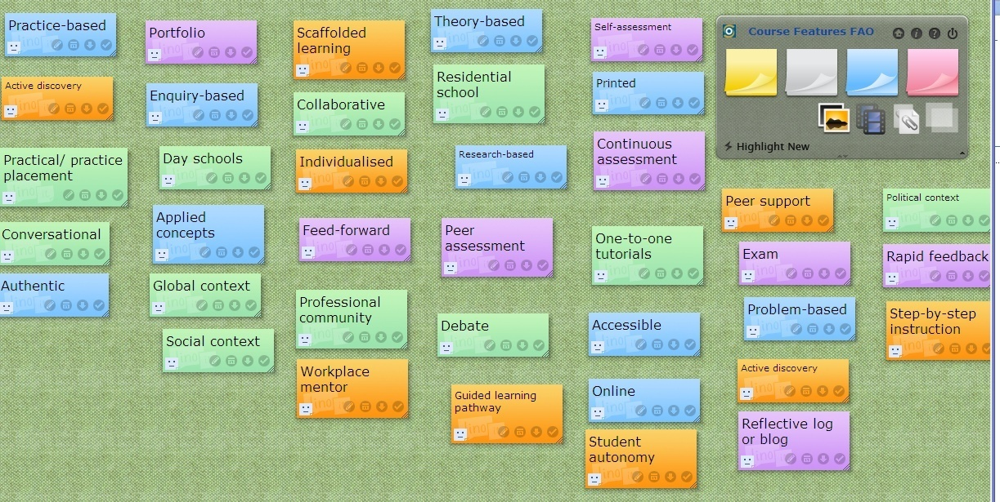 Practice-based
Portfolio
Scaffolded
learning
Theory-based
Self-assessment
Course Features FAO
Active discovery
Enquiry-based
Collaborative
Residential
school
Printed
Highlight New
Practical/ practice
placement
Day schools
Individualised
Research-based
Continuous
assessment
Peer support
Political context
Conversational
Applied
concepts
Feed-forward
Peer
assessment
One-to-one
tutorials
Exam
Rapid feedback
Authentic
Global context
Professional
community
Debate
Accessible
Problem-based
Step-by-step
instruction
Social context
Workplace
mentor
Guided learning
pathway
Online
Active discovery
Student
autonomy
Reflective log
or blog